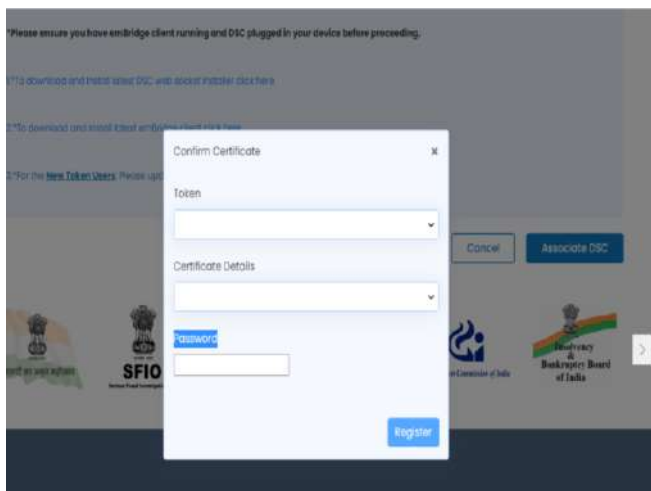 *Please ensure you have emBridge client running and DSC plugged in your device before proceeding.
1.*To download and Install latest DSC web socket installer click here
2.*To download and install latest emBridge client click here
3.*For the New Token Users, Please
Confirm Certificate
x
Token
Cancel
Associate DSC
Certificate Details
Password
SFIO
Insolvency
&
Bankruptcy Board
of India
Register